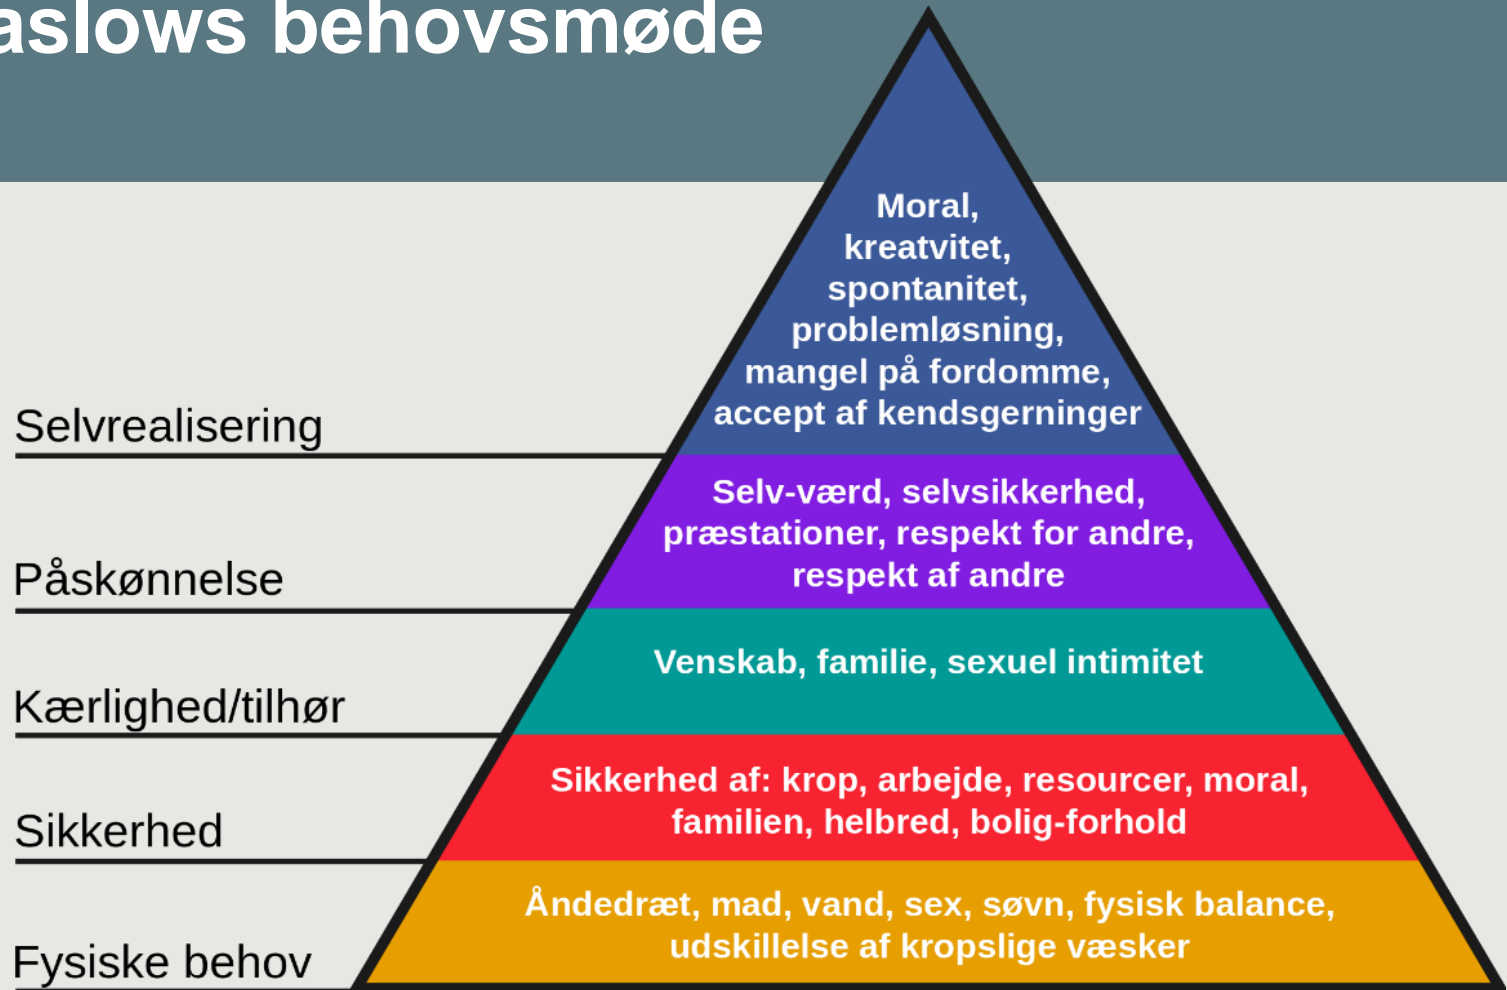 aslows behovsmøde
Moral,
kreatvitet,
spontanitet,
problemløsning,
mangel på fordomme,
accept af kendsgerninger
Selvrealisering
Selv-værd, selvsikkerhed,
præstationer, respekt for andre,
respekt af andre
Påskønnelse
Venskab, familie, sexuel intimitet
Kærlighed/tilhør
Sikkerhed af: krop, arbejde, resourcer, moral,
familien, helbred, bolig-forhold
Sikkerhed
Åndedræt, mad, vand, sex, søvn, fysisk balance,
udskillelse af kropslige væsker
Fysiske behov